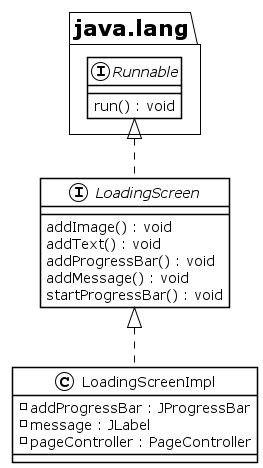 java.lang
I Runnable
run() : void
I LoadingScreen
addImage() : void
addText() : void
addProgressBar() : void
addMessage() : void
startProgressBar() : void
C LoadingScreenImpl
addProgressBar : JProgressBar
message : JLabel
pageController : PageController